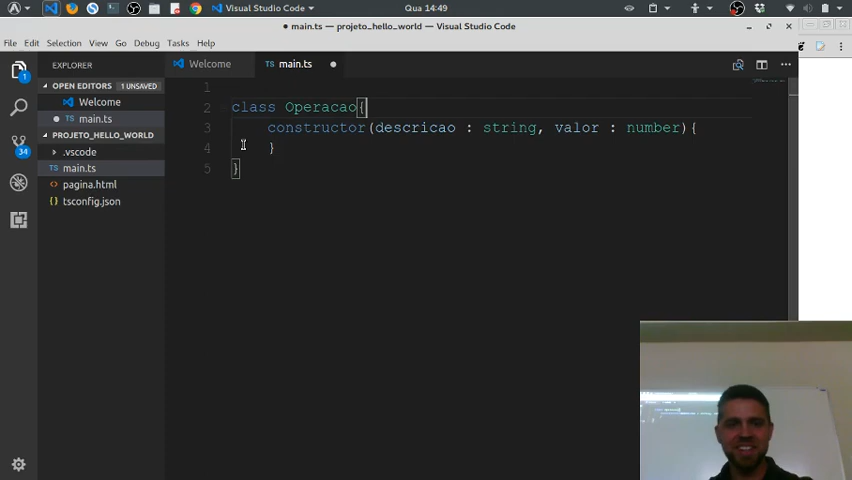 Visual Studio Code
Qua 14:49
main.ts - projeto_hello_world - Visual Studio Code
File Edit Selection View Go Debug Tasks Help
EXPLORER
OPEN EDITORS 1 UNSAVED
Welcome
main.ts
PROJETO_HELLO_WORLD
.vscode
main.ts
pagina.html
tsconfig.json
1
34
Welcome
main.ts
1
2 class Operacao{
3 constructor(descricao : string, valor : number){
4 }
5 }